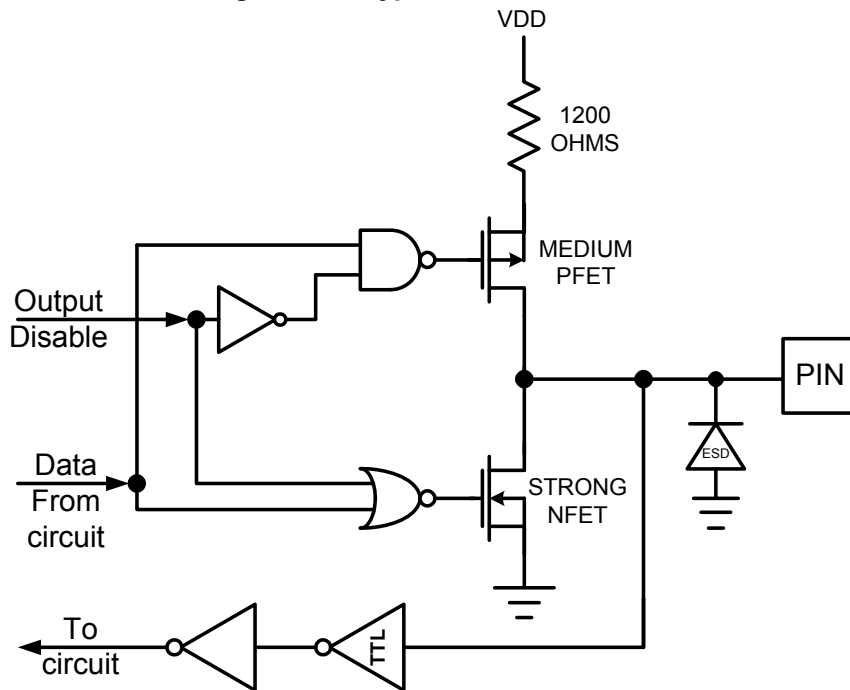 VDD
1200
OHMS
MEDIUM
PFET
Output
Disable
PIN
ESD
Data
From
circuit
STRONG
NFET
To
circuit
TTL